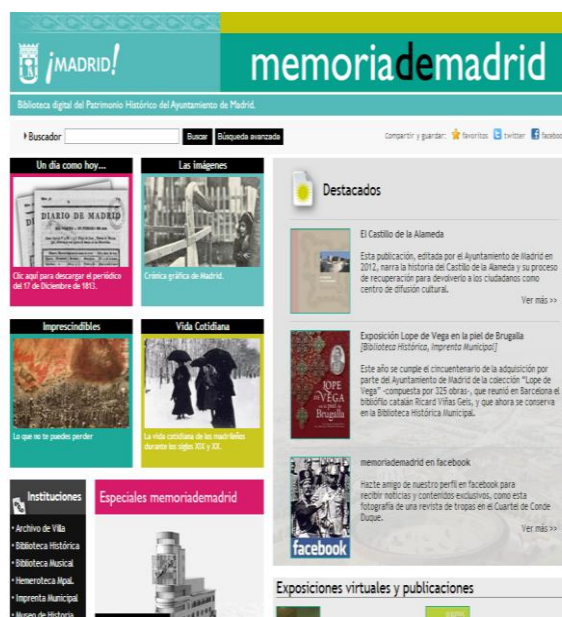 ¡MADRID!
memoriademadrid
Biblioteca digital del Patrimonio Histórico del Ayuntamiento de Madrid.
Buscador
Buscar
Búsqueda avanzada
Compartir y guardar:
favoritos
twitter
facebo
Un día como hoy...
DIARIO DE MADRID
Clic aquí para descargar el periódico
del 17 de Diciembre de 1813.
Las imágenes
Crónica gráfica de Madrid.
Imprescindibles
Lo que no te puedes perder
Vida Cotidiana
La vida cotidiana de los madrileños
durante los siglos XIX y XX.
Instituciones
• Archivo de Villa
• Biblioteca Histórica
• Biblioteca Musical
• Hemeroteca Mpal.
• Imprenta Municipal
• Museo de Historia
Especiales memoriademadrid
Destacados
El Castillo de la Alameda
Esta publicación, editada por el Ayuntamiento de Madrid en
2012, narra la historia del Castillo de la Alameda y su proceso
de recuperación para devolverlo a los ciudadanos como
centro de difusión cultural.
Ver más >>
LOPE
DE VEGA
EN LA PIEL DE
Brugalla
Exposición Lope de Vega en la piel de Brugalla
[Biblioteca Histórica, Imprenta Municipal]
Este año se cumple el cincuentenario de la adquisición por
parte del Ayuntamiento de Madrid de la colección "Lope de
Vega" -compuesta por 325 obras-, que reunió en Barcelona el
bibliófilo catalán Ricard Viñas Geis, y que ahora se conserva
en la Biblioteca Histórica Municipal.
facebook
memoriademadrid en facebook
Hazte amigo de nuestro perfil en facebook para
recibir noticias y contenidos exclusivos, como esta
fotografía de una revista de tropas en el Cuartel de Conde
Duque.
Ver más >>
Exposiciones virtuales y publicaciones